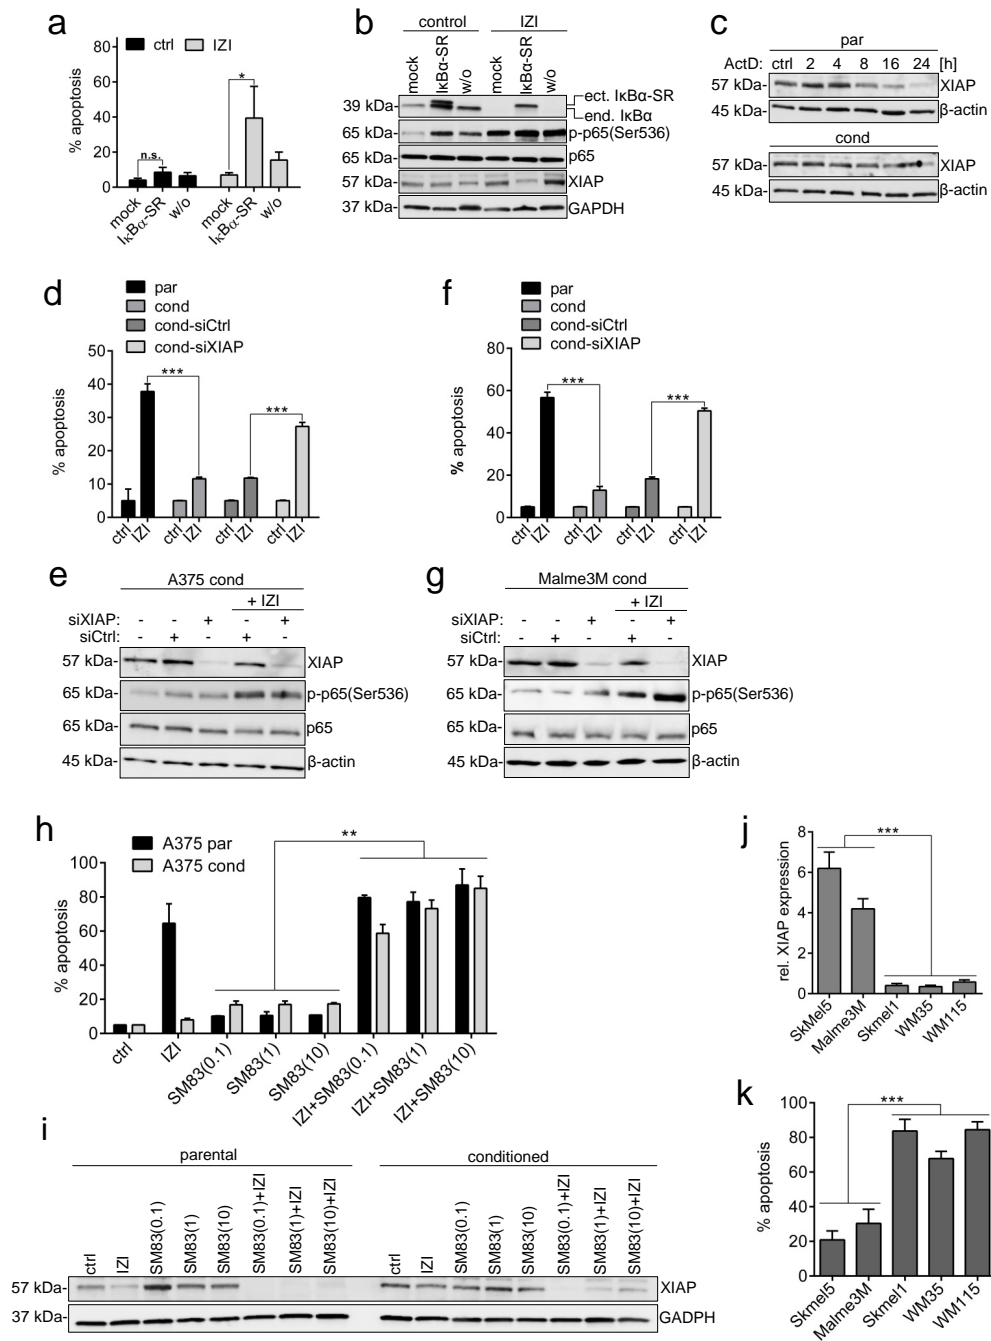 a
ctrl IZI
% apoptosis
80
60
40
20
0
n.s.
*
mock
IκBα-SR
w/o
mock
IκBα-SR
w/o
b
control IZI
mock
IκBα-SR
w/o
mock
IκBα-SR
w/o
39 kDa-
ect. IκBα-SR
end. IκBα
65 kDa- p-p65(Ser536)
65 kDa- p65
57 kDa- XIAP
37 kDa- GAPDH
c
par
ActD: ctrl 2 4 8 16 24 [h]
57 kDa- XIAP
45 kDa- β-actin
cond
57 kDa- XIAP
45 kDa- β-actin
d
par
cond
cond-siCtrl
cond-siXIAP
% apoptosis
50
40
30
20
10
0
***
***
ctrl
IZI
ctrl
IZI
ctrl
IZI
ctrl
IZI
f
par
cond
cond-siCtrl
cond-siXIAP
% apoptosis
80
60
40
20
0
***
***
ctrl
IZI
ctrl
IZI
ctrl
IZI
ctrl
IZI
e
A375 cond
+ IZI
siXIAP: - - + - +
siCtrl: - + - + -
57 kDa- XIAP
65 kDa- p-p65(Ser536)
65 kDa- p65
45 kDa- β-actin
g
Malme3M cond
+ IZI
siXIAP: - - + - +
siCtrl: - + - + -
57 kDa- XIAP
65 kDa- p-p65(Ser536)
65 kDa- p65
45 kDa- β-actin
h
A375 par
A375 cond
**
% apoptosis
100
80
60
40
20
0
ctrl
IZI
SM83(0.1)
SM83(1)
SM83(10)
IZI+SM83(0.1)
IZI+SM83(1)
IZI+SM83(10)
j
rel. XIAP expression
8
6
4
2
0
***
SkMel5
Malme3M
Skmel1
WM35
WM115
i
parental conditioned
ctrl
IZI
SM83(0.1)
SM83(1)
SM83(10)
SM83(0.1)+IZI
SM83(1)+IZI
SM83(10)+IZI
ctrl
IZI
SM83(0.1)
SM83(1)
SM83(10)
SM83(0.1)+IZI
SM83(1)+IZI
SM83(10)+IZI
57 kDa- XIAP
37 kDa- GADPH
k
% apoptosis
100
80
60
40
20
0
***
Skmel5
Malme3M
Skmel1
WM35
WM115